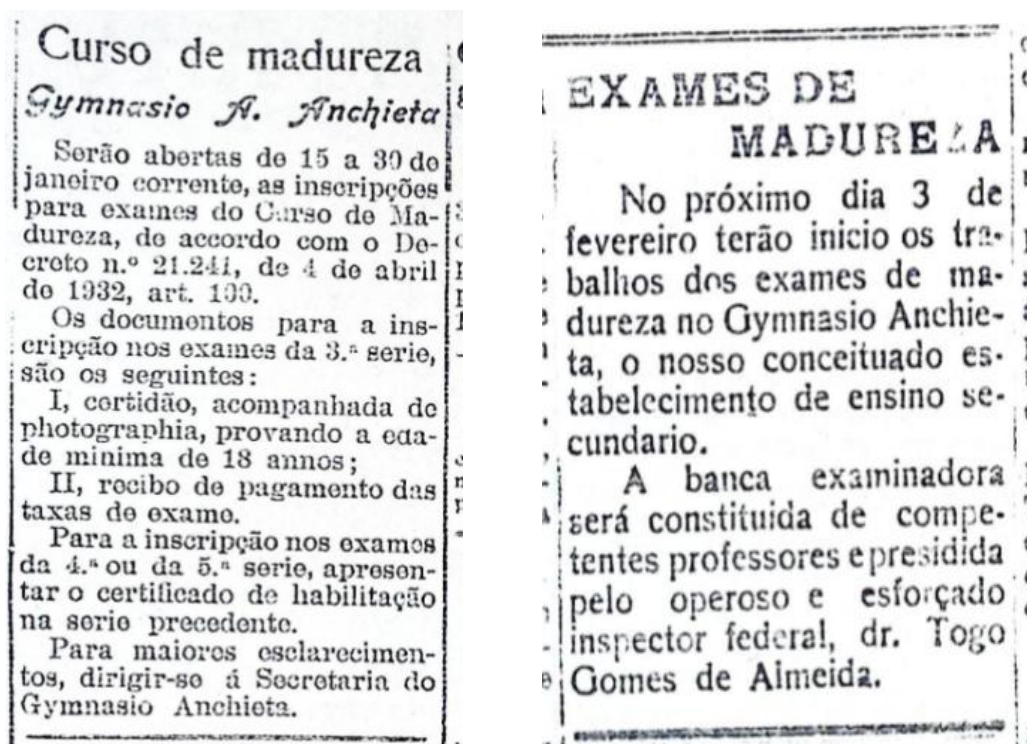 Curso de madureza
Gymnasio A. Anchieta
Serão abertas de 15 a 30 de
janeiro corrente, as inscripções
para exames do Curso de Ma-
dureza, de accordo com o De-
creto n.º 21.241, de 4 de abril
de 1932, art. 100.
Os documentos para a ins-
cripção nos exames da 3.ª serie,
são os seguintes:
I, certidão, acompanhada de
photographia, provando a eda-
de minima de 18 annos;
II, recibo de pagamento das
taxas de exame.
Para a inscripção nos exames
da 4.ª ou da 5.ª serie, apresen-
tar o certificado de habilitação
na serie precedente.
Para maiores esclarecimen-
tos, dirigir-se á Secretaria do
Gymnasio Anchieta.
EXAMES DE
MADUREZA
No próximo dia 3 de
fevereiro terão inicio os tra-
balhos dos exames de ma-
dureza no Gymnasio Anchie-
ta, o nosso conceituado es-
tabelecimento de ensino se-
cundario.
A banca examinadora
será constituida de compe-
tentes professores e presidida
pelo operoso e esforçado
inspector federal, dr. Togo
Gomes de Almeida.